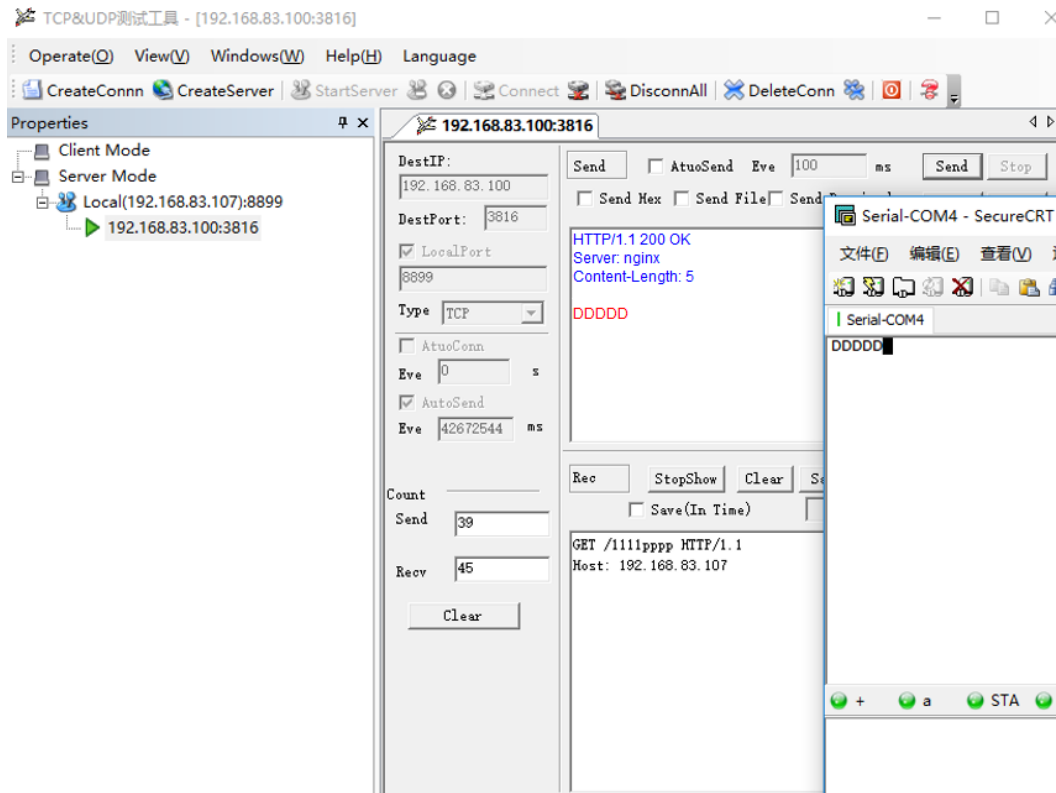 TCP&UDP测试工具 - [192.168.83.100:3816]
Operate(O) View(V) Windows(W) Help(H) Language
CreateConnn CreateServer StartServer Connect DisconnAll DeleteConn
Properties
192.168.83.100:3816
Client Mode
Server Mode
Local(192.168.83.107):8899
192.168.83.100:3816
DestIP:
192.168.83.100
DestPort: 3816
LocalPort
8899
Type TCP
AtuoConn
Eve 0 s
AutoSend
Eve 42672544 ms
Count
Send 39
Recv 45
Clear
Send AtuoSend Eve 100 ms Send Stop
Send Hex Send File Send
HTTP/1.1 200 OK
Server: nginx
Content-Length: 5
DDDDD
Rec StopShow Clear
Save(In Time)
GET /1111pppp HTTP/1.1
Host: 192.168.83.107
Serial-COM4 - SecureCRT
文件(F) 编辑(E) 查看(V)
Serial-COM4
DDDDD
+ a STA